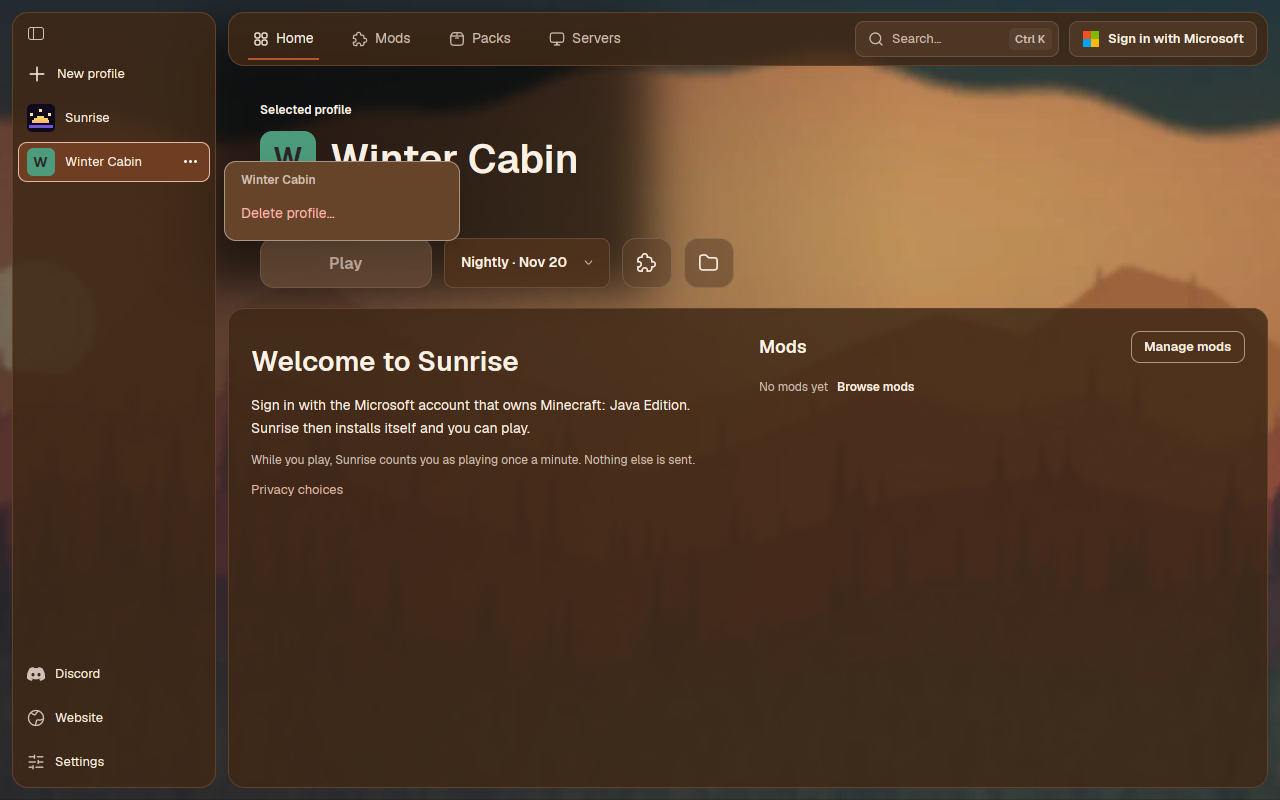 New profile
Sunrise
W Winter Cabin
Discord
Website
Settings
Home Mods Packs Servers Search... Ctrl K Sign in with Microsoft
Selected profile
W Winter Cabin
Winter Cabin
Delete profile...
Play Nightly · Nov 20
Welcome to Sunrise
Sign in with the Microsoft account that owns Minecraft: Java Edition.
Sunrise then installs itself and you can play.
While you play, Sunrise counts you as playing once a minute. Nothing else is sent.
Privacy choices
Mods Manage mods
No mods yet Browse mods